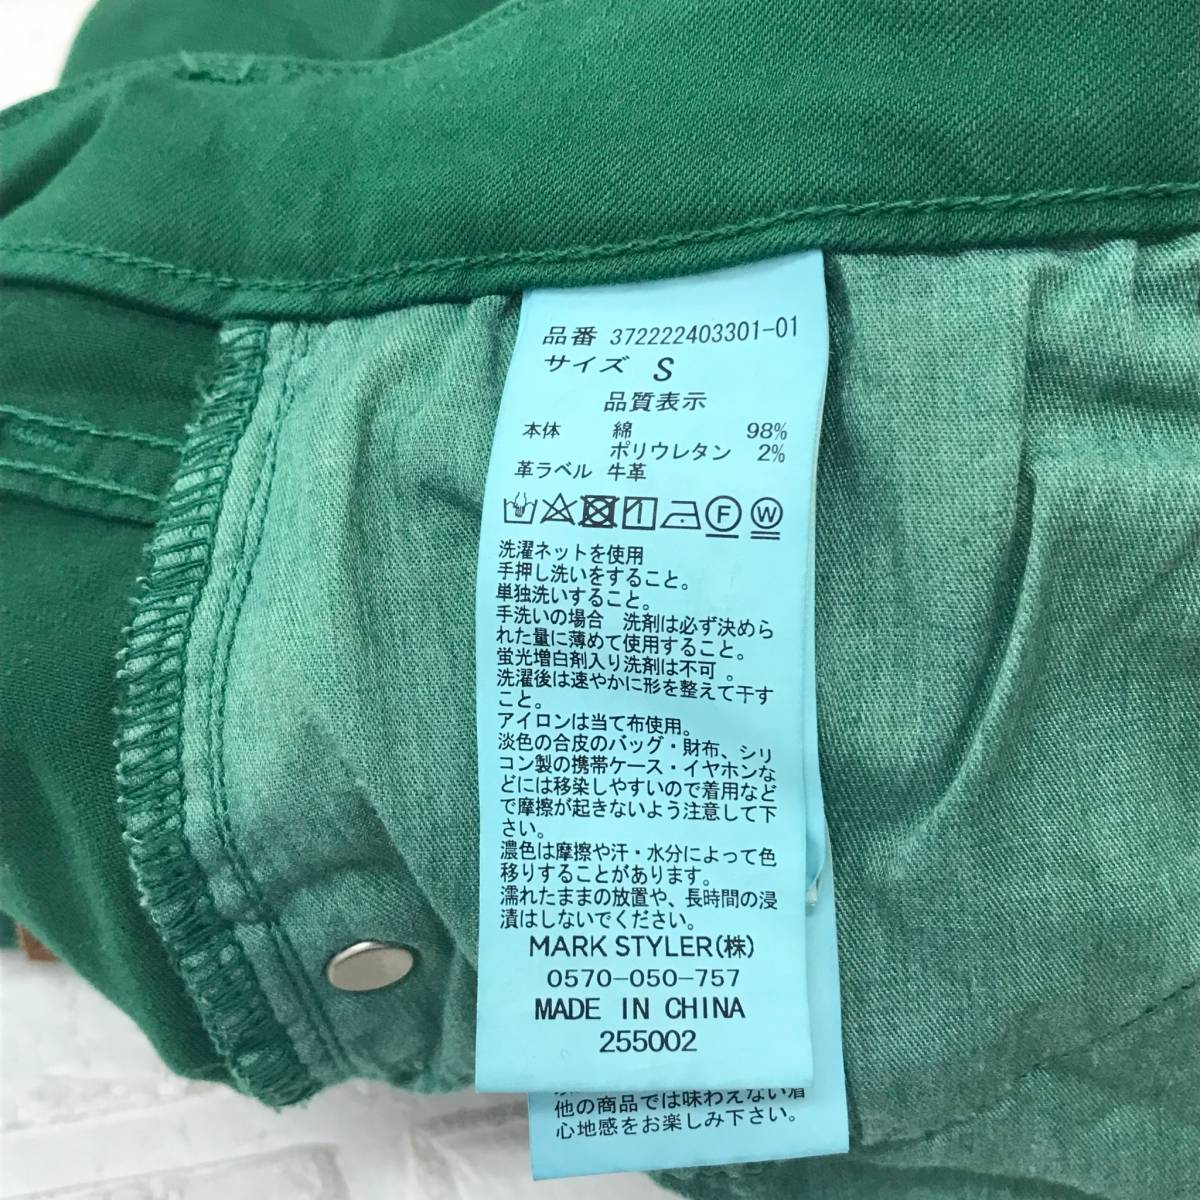 品番 372222403301-01
サイズ S
品質表示
本体 綿 98%
ポリウレタン 2%
革ラベル 牛革
F W
洗濯ネットを使用
手押し洗いをすること。
単独洗いすること。
手洗いの場合 洗剤は必ず決めら
れた量に薄めて使用すること。
蛍光増白剤入り洗剤は不可 。
洗濯後は速やかに形を整えて干す
こと。
アイロンは当て布使用。
淡色の合皮のバッグ・財布、シリ
コン製の携帯ケース・イヤホンな
どには移染しやすいので着用など
で摩擦が起きないよう注意して下
さい。
濃色は摩擦や汗・水分によって色
移りすることがあります。
濡れたままの放置や、長時間の浸
漬はしないでください。
MARK STYLER(株)
0570-050-757
MADE IN CHINA
255002
他の商品では味わえない着
心地感をお楽しみ下さい。